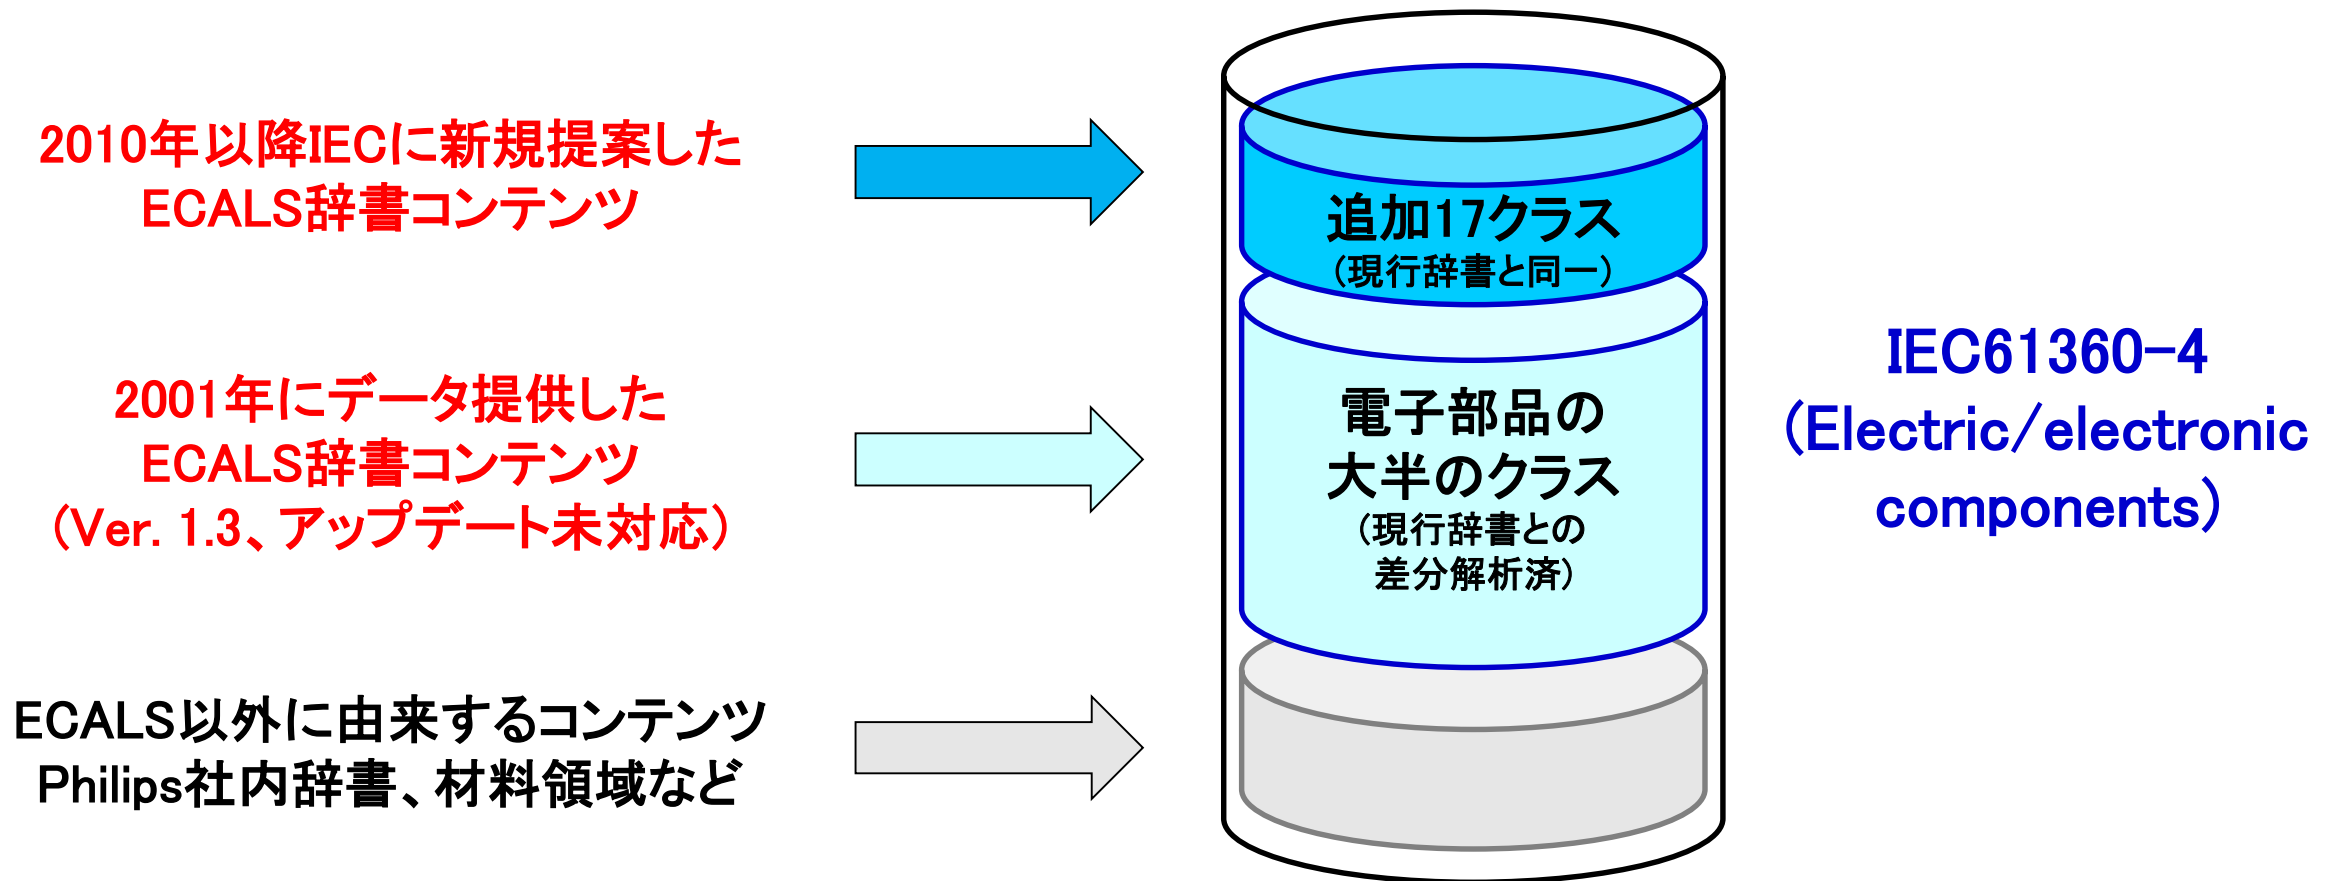 2010年以降IECに新規提案した
ECALS辞書コンテンツ
追加17クラス
(現行辞書と同一)
2001年にデータ提供した
ECALS辞書コンテンツ
(Ver. 1.3、アップデート未対応)
電子部品の
大半のクラス
(現行辞書との
差分解析済)
ECALS以外に由来するコンテンツ
Philips社内辞書、材料領域など
IEC61360-4
(Electric/electronic
components)